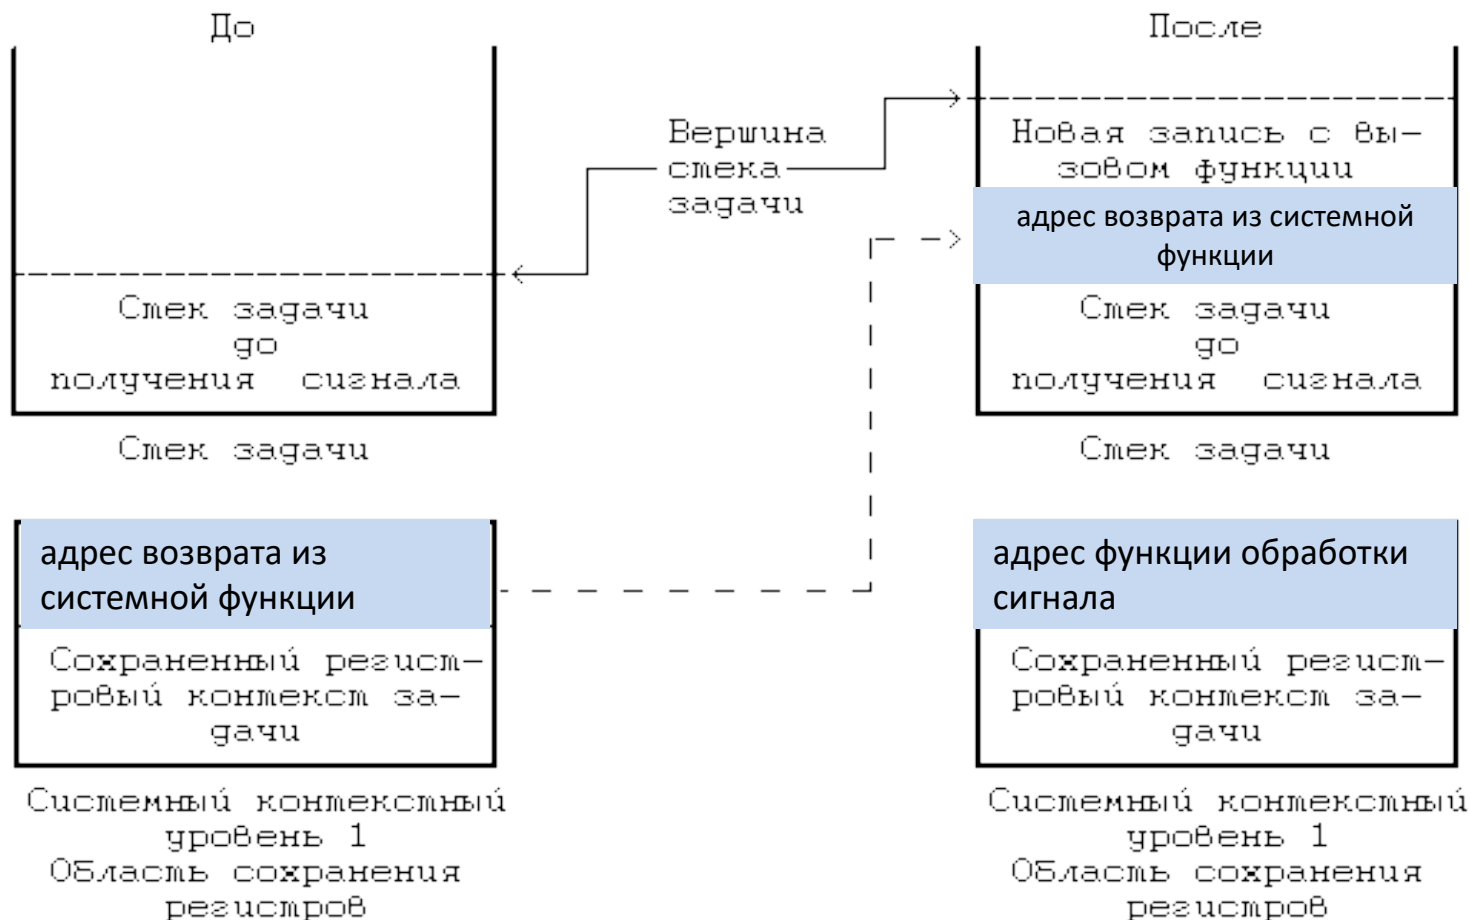 До
После
Вершина
стека
задачи
Новая запись с вы-
зовом функции
адрес возврата из системной
функции
Стек задачи
до
получения сигнала
Стек задачи
до
получения сигнала
Стек задачи
Стек задачи
адрес возврата из
системной функции
адрес функции обработки
сигнала
Сохраненный регист-
ровый контекст за-
дачи
Сохраненный регист-
ровый контекст за-
дачи
Системный контекстный
уровень 1
Область сохранения
регистров
Системный контекстный
уровень 1
Область сохранения
регистров